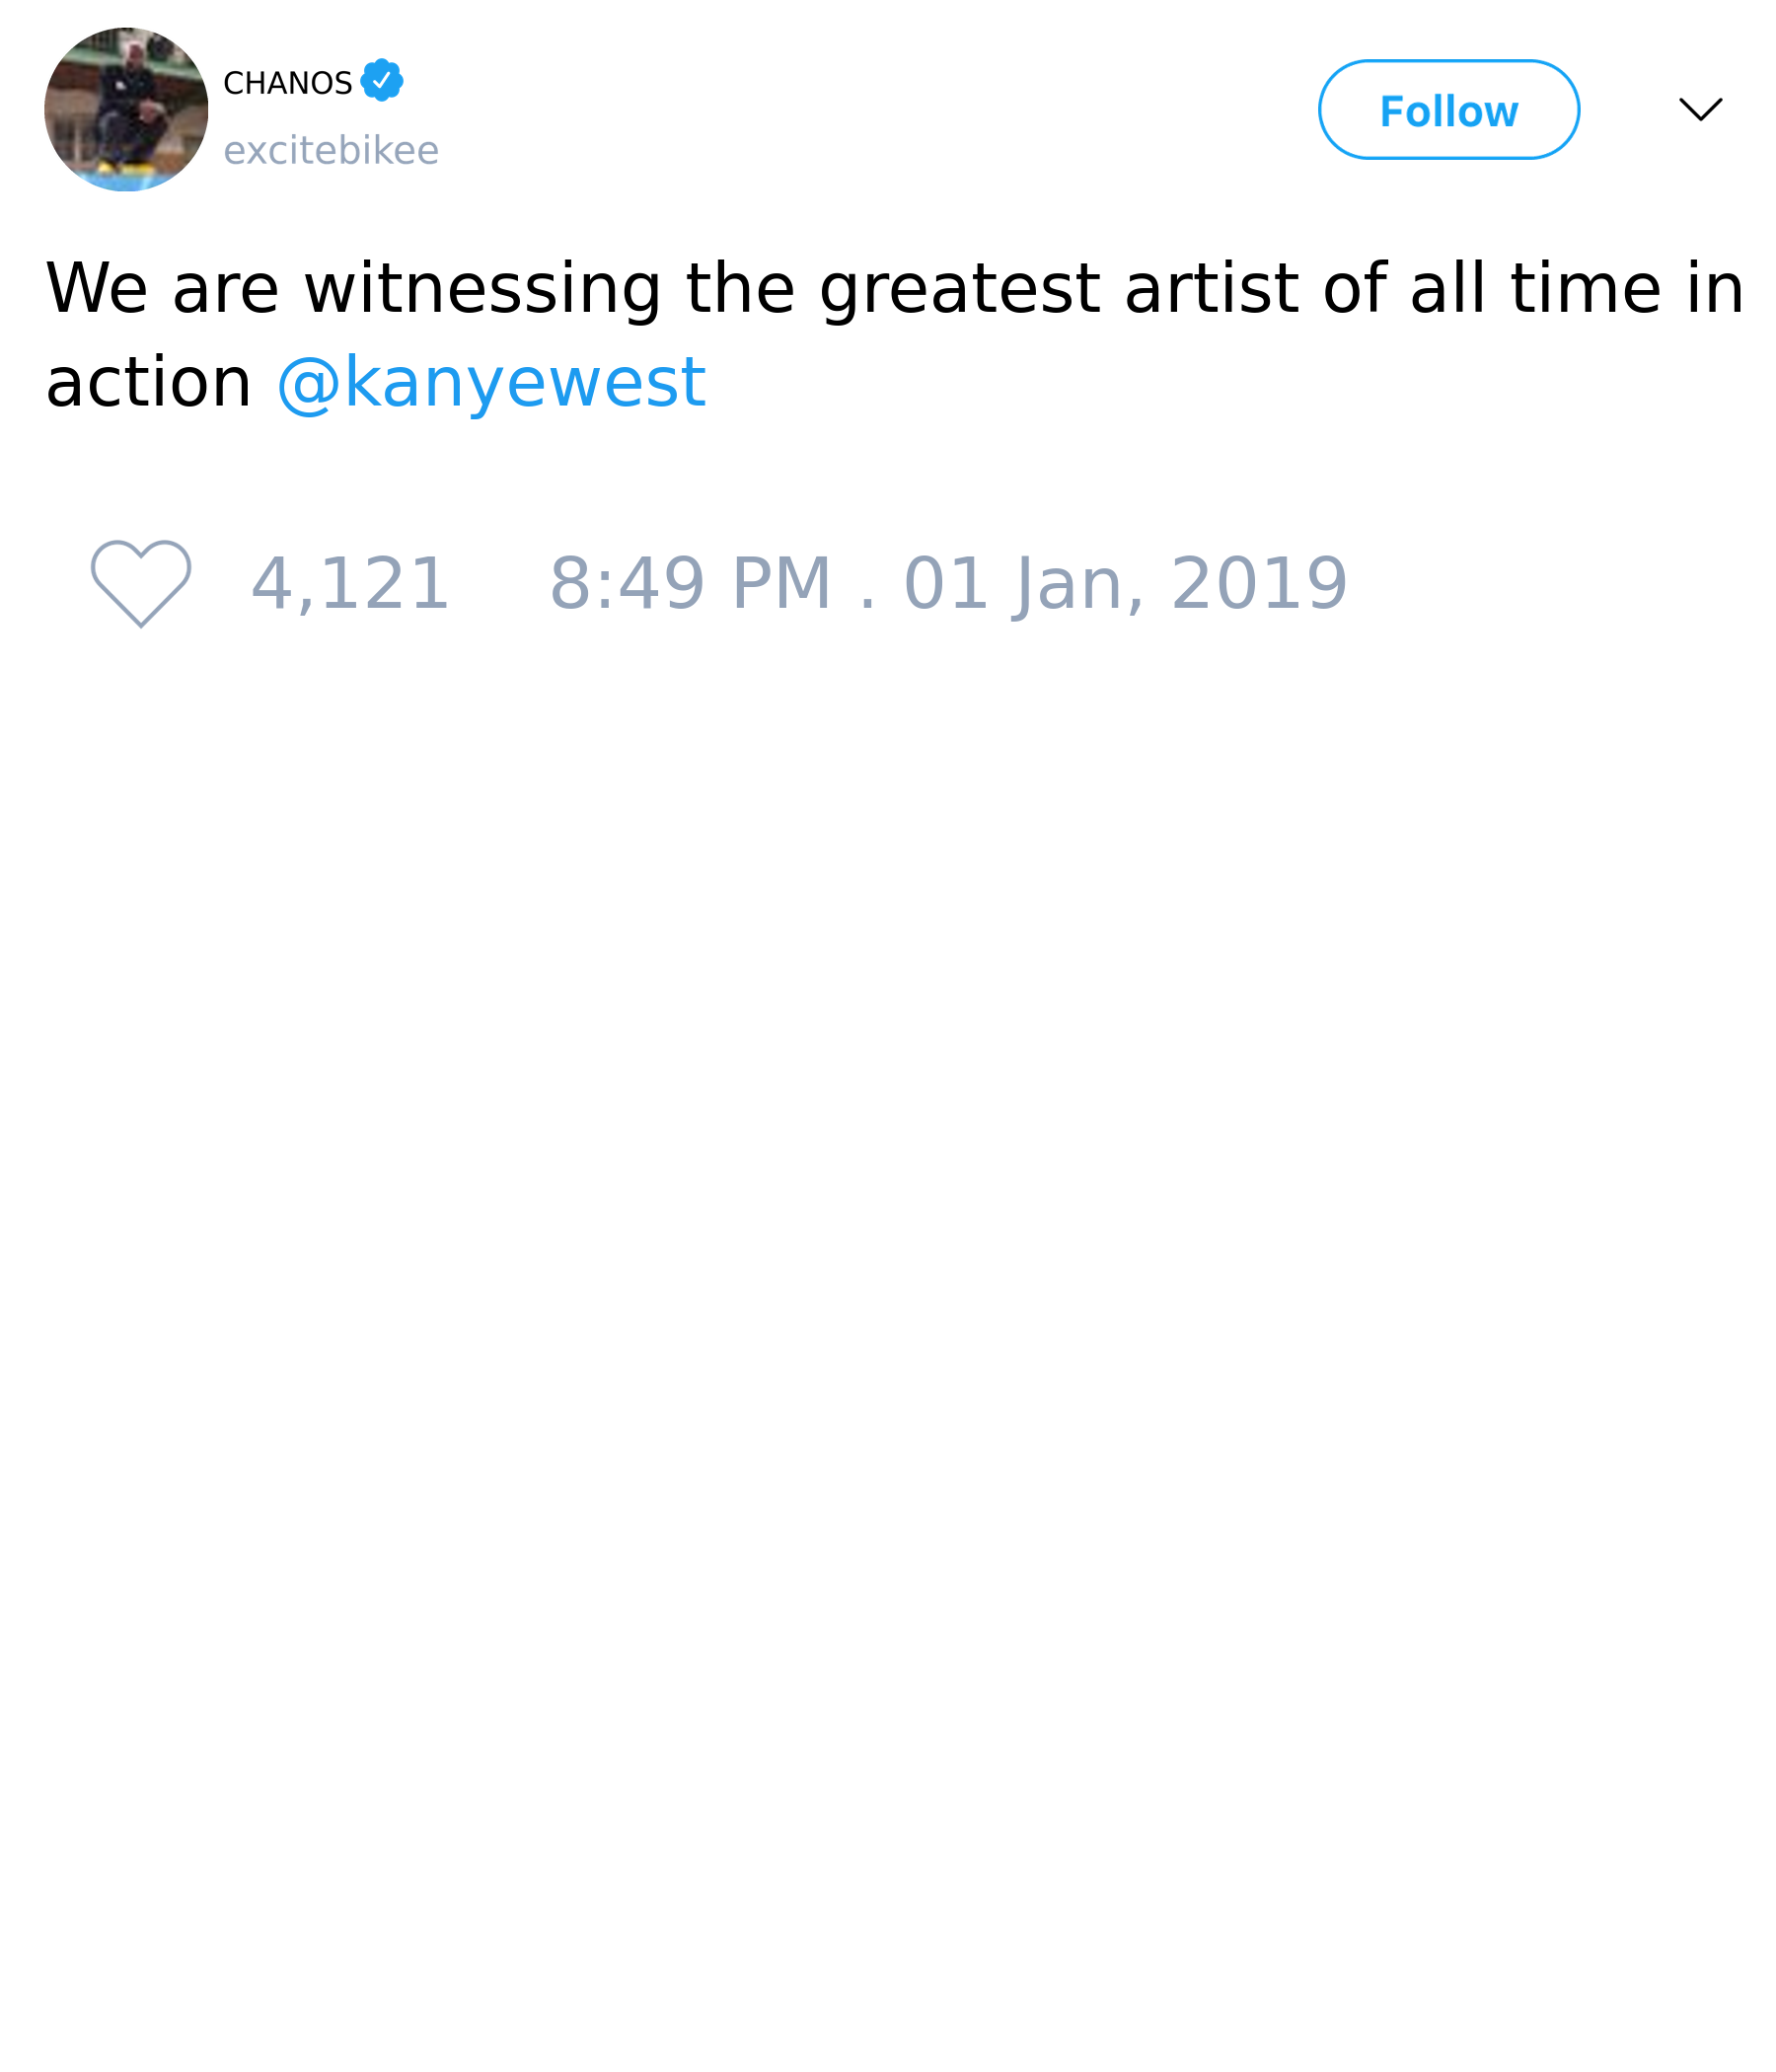 CHANOS
excitebikee
Follow
We are witnessing the greatest artist of all time in
action @kanyewest
4,121 8:49 PM . 01 Jan, 2019